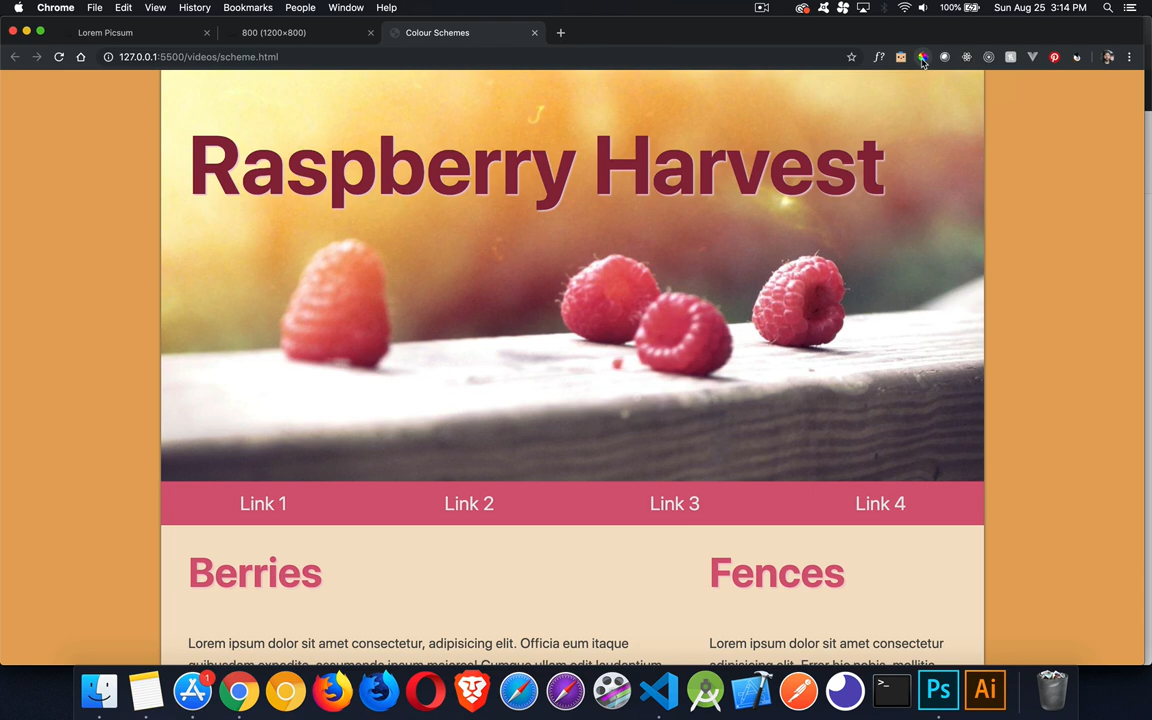 Chrome File Edit View History Bookmarks People Window Help 100% Sun Aug 25 3:14 PM
Lorem Picsum 800 (1200×800) Colour Schemes
127.0.0.1:5500/videos/scheme.html f?
Raspberry Harvest
Link 1 Link 2 Link 3 Link 4
Berries Fences
Lorem ipsum dolor sit amet consectetur, adipisicing elit. Officia eum itaque
Lorem ipsum dolor sit amet consectetur
1
>_ Ps Ai